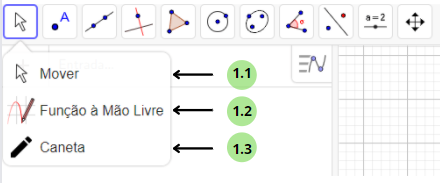 A
α
a=2
Mover
1.1
Função à Mão Livre
1.2
Caneta
1.3